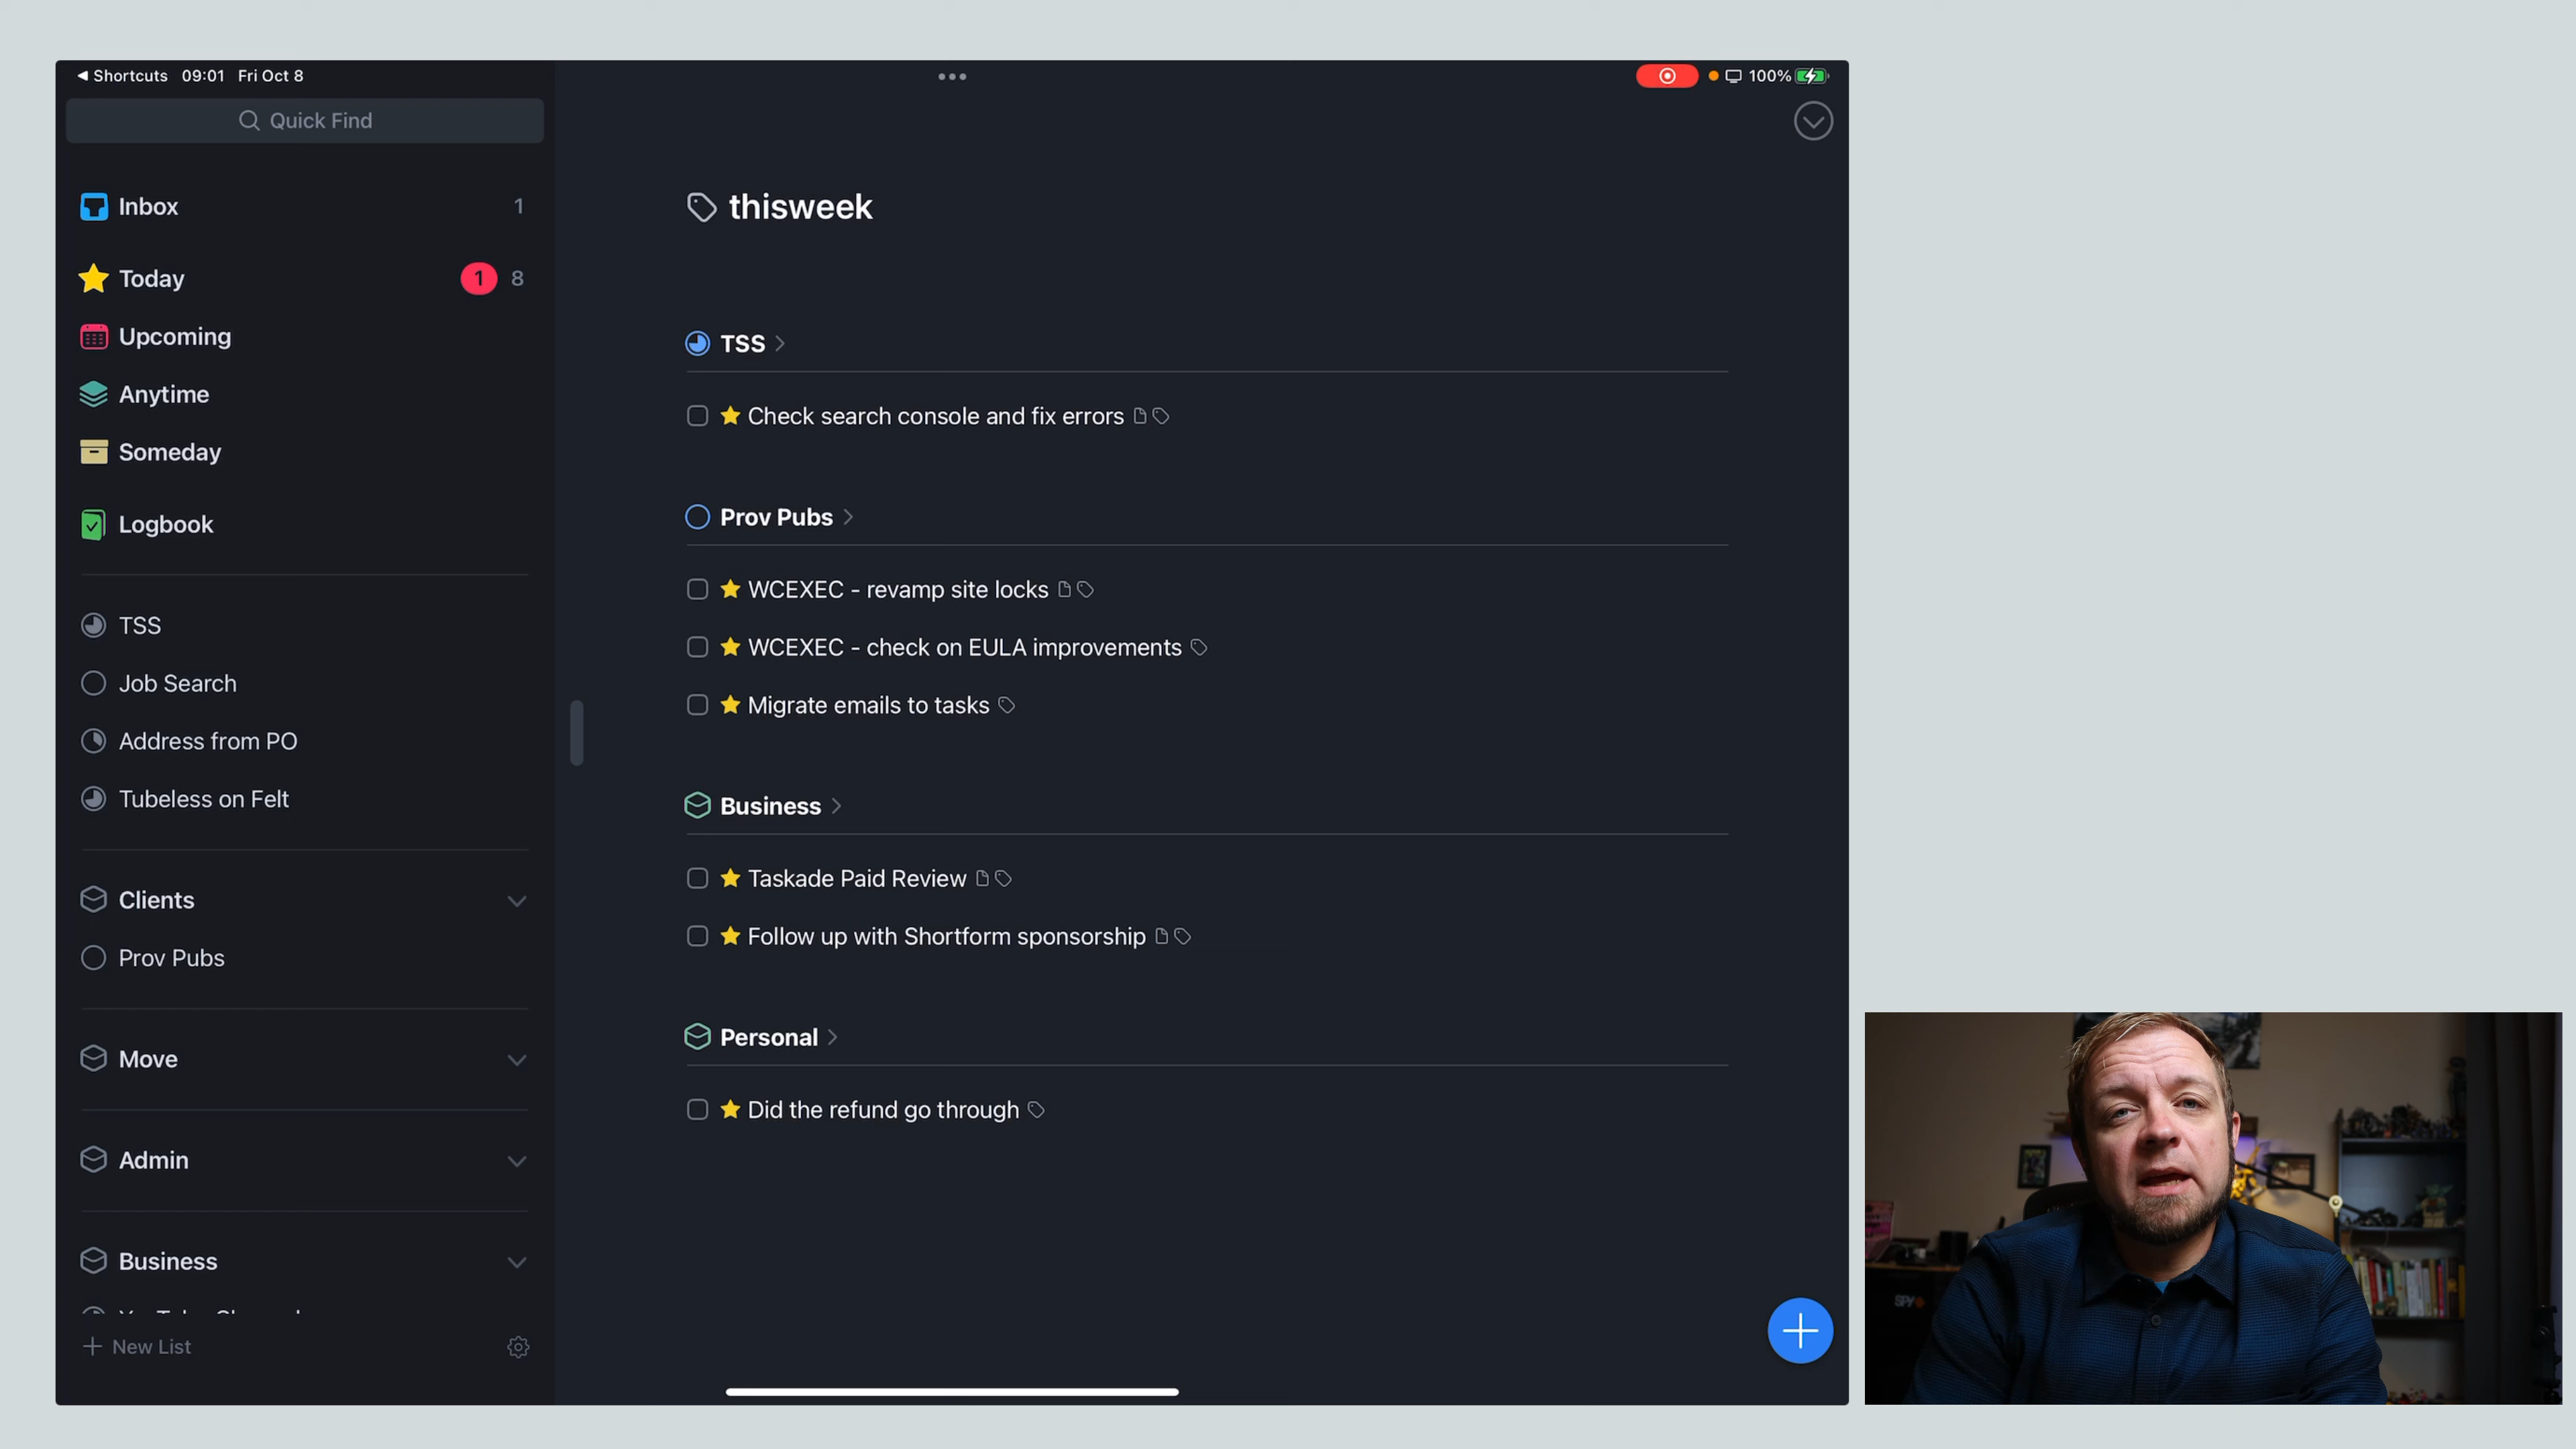 Shortcuts 09:01 Fri Oct 8
100%
Quick Find
Inbox 1
Today 1 8
Upcoming
Anytime
Someday
Logbook
TSS
Job Search
Address from PO
Tubeless on Felt
Clients
Prov Pubs
Move
Admin
Business
New List
thisweek
TSS
Check search console and fix errors
Prov Pubs
WCEXEC - revamp site locks
WCEXEC - check on EULA improvements
Migrate emails to tasks
Business
Taskade Paid Review
Follow up with Shortform sponsorship
Personal
Did the refund go through
SPY